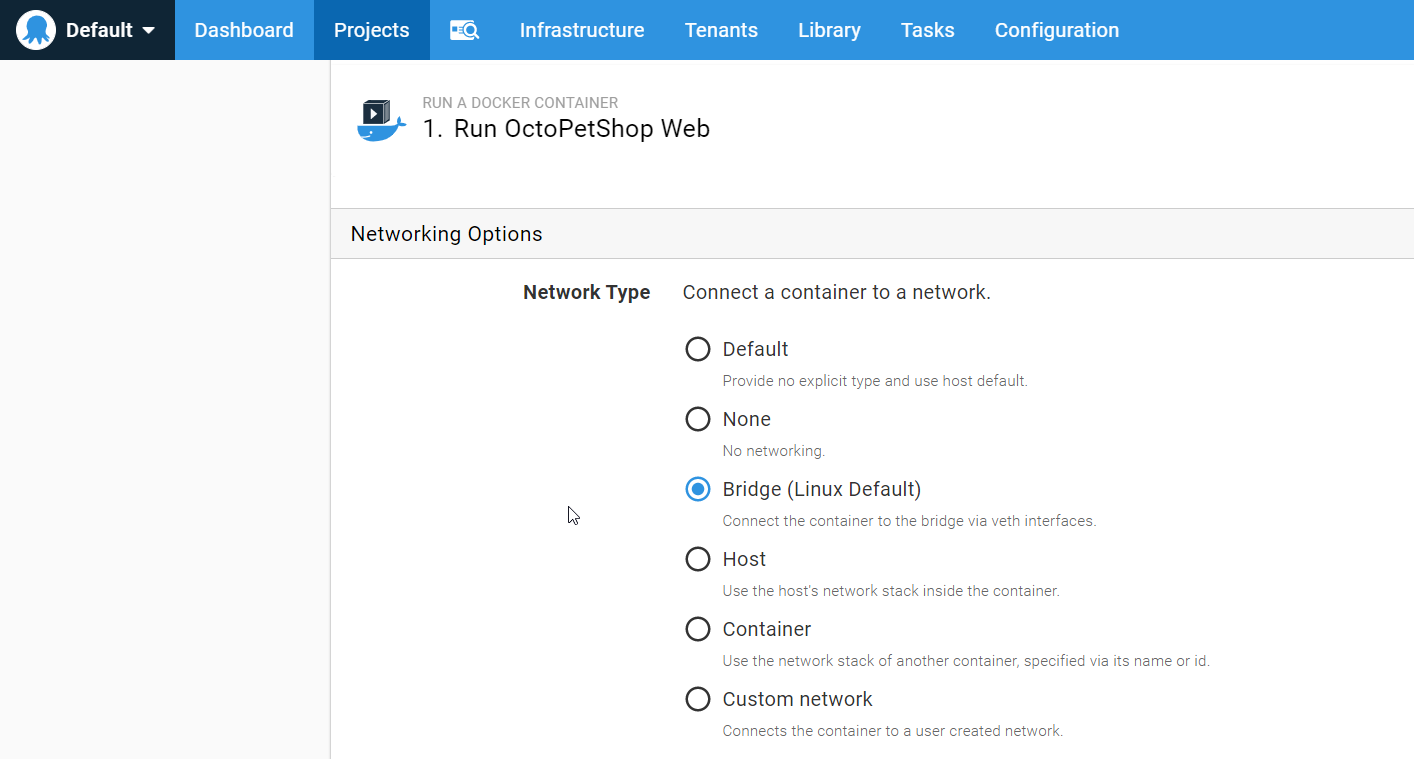 Default Dashboard Projects Infrastructure Tenants Library Tasks Configuration
RUN A DOCKER CONTAINER
1. Run OctoPetShop Web
Networking Options
Network Type Connect a container to a network.
Default
Provide no explicit type and use host default.
None
No networking.
Bridge (Linux Default)
Connect the container to the bridge via veth interfaces.
Host
Use the host's network stack inside the container.
Container
Use the network stack of another container, specified via its name or id.
Custom network
Connects the container to a user created network.